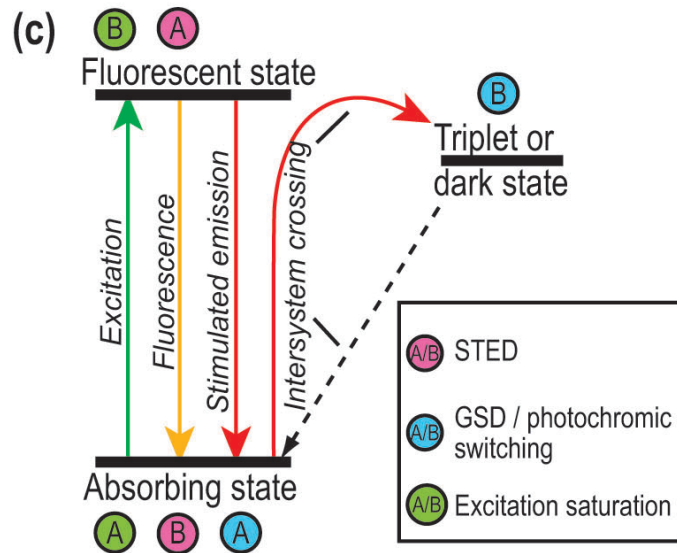 (c)
B A
Fluorescent state
B
Triplet or
dark state
Excitation
Fluorescence
Stimulated emission
Intersystem crossing
Absorbing state
A B A
A/B STED
A/B GSD / photochromic
switching
A/B Excitation saturation